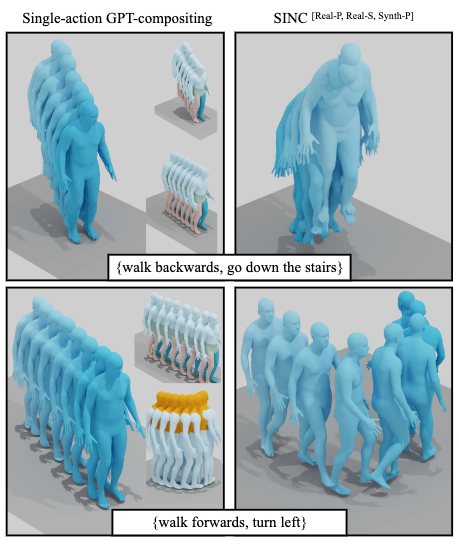 Single-action GPT-compositing
SINC [Real-P, Real-S, Synth-P]
{walk backwards, go down the stairs}
{walk forwards, turn left}